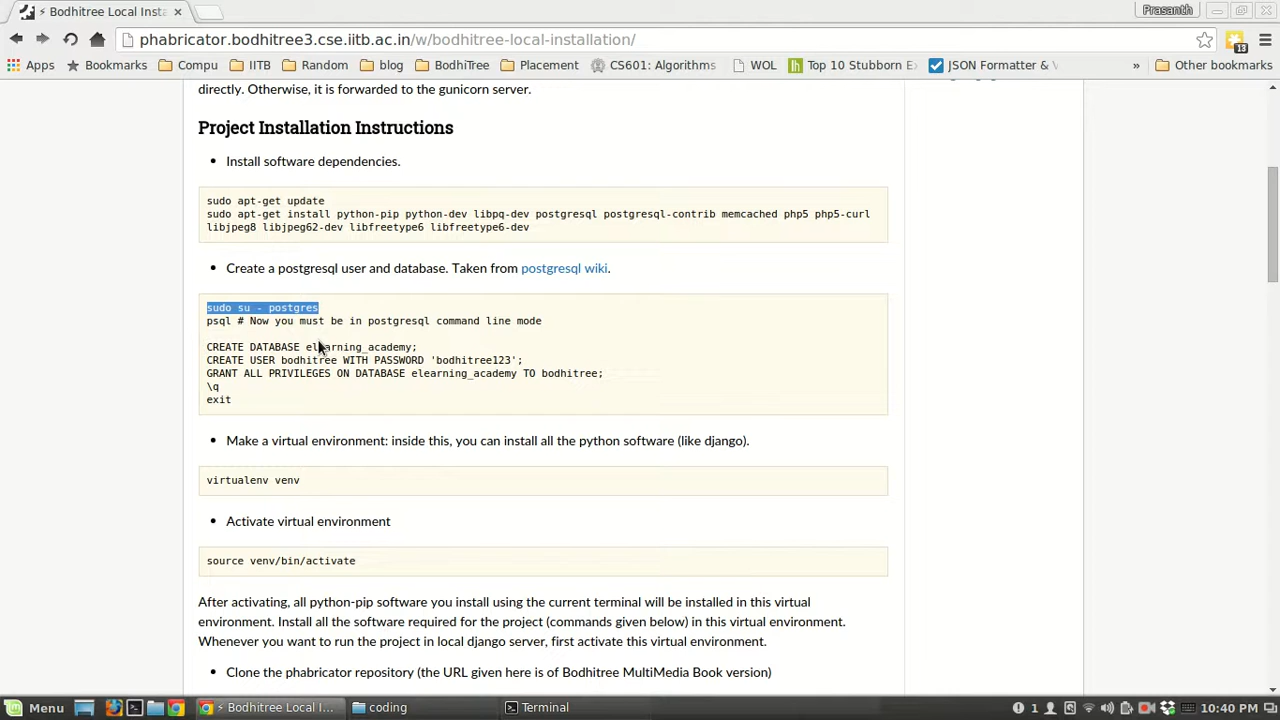 ⚡ Bodhitree Local Insta
Prasanth
phabricator.bodhitree3.cse.iitb.ac.in/w/bodhitree-local-installation/
13
Apps Bookmarks Compu IITB Random blog BodhiTree Placement CS601: Algorithms WOL Top 10 Stubborn E JSON Formatter & V » Other bookmarks
directly. Otherwise, it is forwarded to the gunicorn server.
Project Installation Instructions
• Install software dependencies.
sudo apt-get update
sudo apt-get install python-pip python-dev libpq-dev postgresql postgresql-contrib memcached php5 php5-curl
libjpeg8 libjpeg62-dev libfreetype6 libfreetype6-dev
• Create a postgresql user and database. Taken from postgresql wiki.
sudo su - postgres
psql # Now you must be in postgresql command line mode
CREATE DATABASE elearning_academy;
CREATE USER bodhitree WITH PASSWORD 'bodhitree123';
GRANT ALL PRIVILEGES ON DATABASE elearning_academy TO bodhitree;
\q
exit
• Make a virtual environment: inside this, you can install all the python software (like django).
virtualenv venv
• Activate virtual environment
source venv/bin/activate
After activating, all python-pip software you install using the current terminal will be installed in this virtual
environment. Install all the software required for the project (commands given below) in this virtual environment.
Whenever you want to run the project in local django server, first activate this virtual environment.
• Clone the phabricator repository (the URL given here is of Bodhitree MultiMedia Book version)
Menu ⚡ Bodhitree Local I... coding Terminal 1 10:40 PM